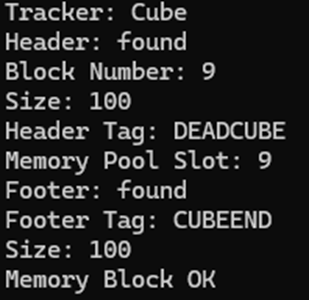 Tracker: Cube
Header: found
Block Number: 9
Size: 100
Header Tag: DEADCUBE
Memory Pool Slot: 9
Footer: found
Footer Tag: CUBEEND
Size: 100
Memory Block OK